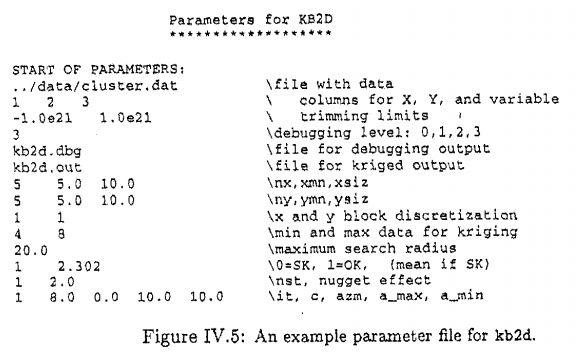 Parameters for KB2D
*******************
START OF PARAMETERS:
../data/cluster.dat \file with data
1 2 3 \ columns for X, Y, and variable
-1.0e21 1.0e21 \ trimming limits
3 \debugging level: 0,1,2,3
kb2d.dbg \file for debugging output
kb2d.out \file for kriged output
5 5.0 10.0 \nx,xmn,xsiz
5 5.0 10.0 \ny,ymn,ysiz
1 1 \x and y block discretization
4 8 \min and max data for kriging
20.0 \maximum search radius
1 2.302 \0=SK, 1=OK, (mean if SK)
1 2.0 \nst, nugget effect
1 8.0 0.0 10.0 10.0 \it, c, azm, a_max, a_min
Figure IV.5: An example parameter file for kb2d.